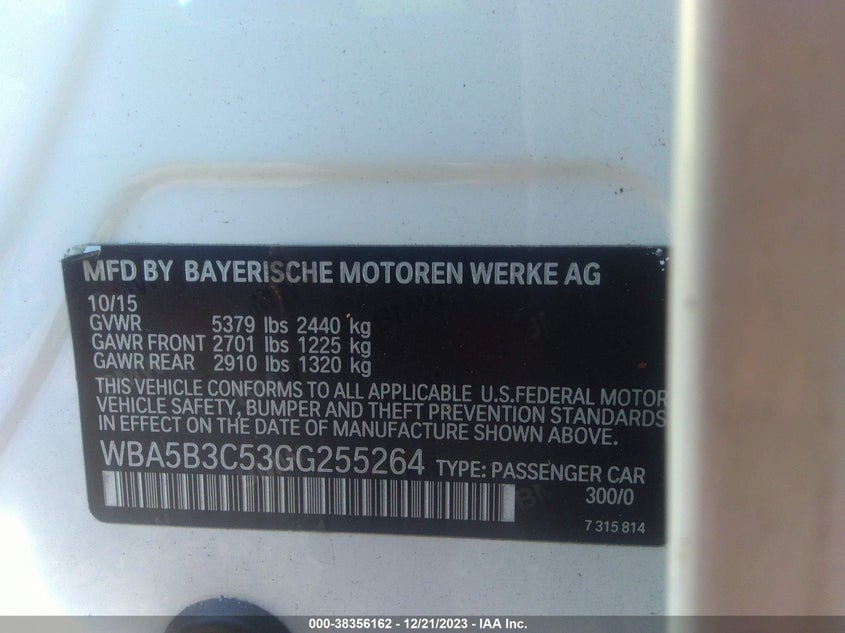 MFD BY BAYERISCHE MOTOREN WERKE AG
10/15
GVWR 5379 lbs 2440 kg
GAWR FRONT 2701 lbs 1225 kg
GAWR REAR 2910 lbs 1320 kg
THIS VEHICLE CONFORMS TO ALL APPLICABLE U.S.FEDERAL MOTOR
VEHICLE SAFETY, BUMPER AND THEFT PREVENTION STANDARDS
IN EFFECT ON THE DATE OF MANUFACTURE SHOWN ABOVE.
WBA5B3C53GG255264 TYPE: PASSENGER CAR
300/0
7 315 814
000-38356162 - 12/21/2023 - IAA Inc.